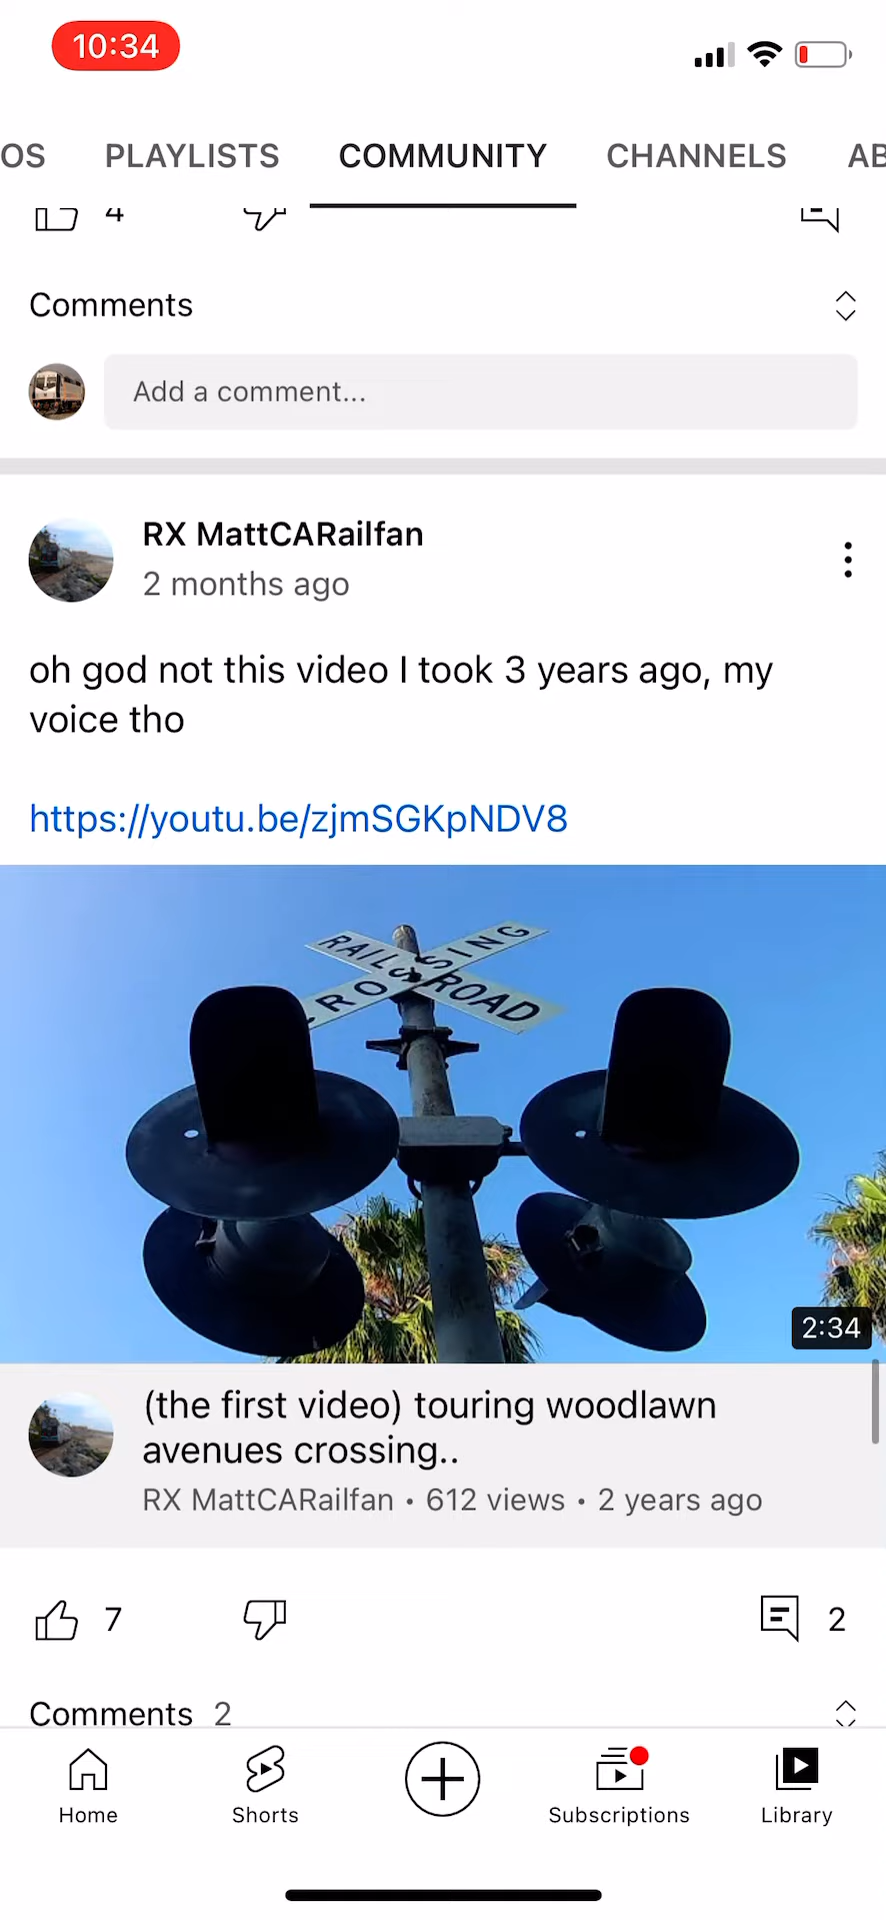 10:34
OS PLAYLISTS COMMUNITY CHANNELS AB
4
Comments
Add a comment...
RX MattCARailfan
2 months ago
oh god not this video I took 3 years ago, my
voice tho
https://youtu.be/zjmSGKpNDV8
RAILROAD
CROSSING
2:34
(the first video) touring woodlawn
avenues crossing..
RX MattCARailfan • 612 views • 2 years ago
7 2
Comments 2
Home Shorts Subscriptions Library